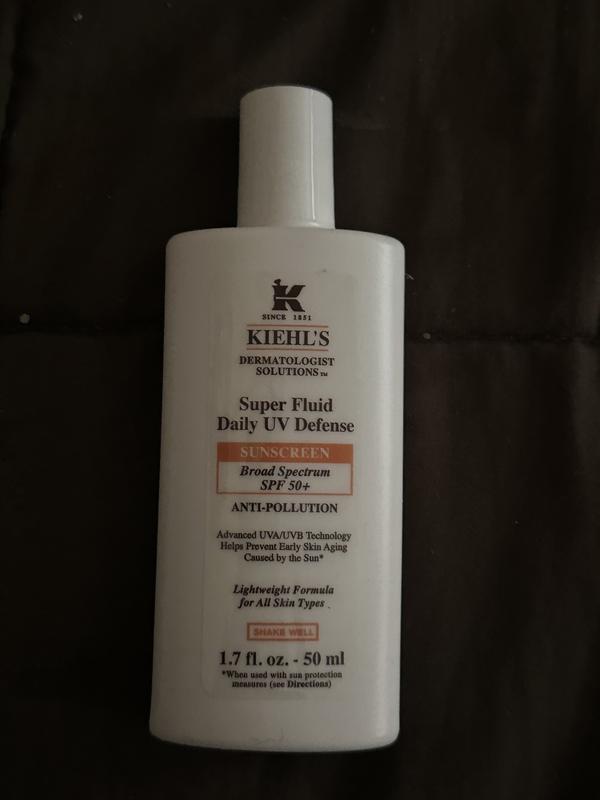 K
SINCE 1851
KIEHL'S
DERMATOLOGIST
SOLUTIONS™
Super Fluid
Daily UV Defense
SUNSCREEN
Broad Spectrum
SPF 50+
ANTI-POLLUTION
Advanced UVA/UVB Technology
Helps Prevent Early Skin Aging
Caused by the Sun*
Lightweight Formula
for All Skin Types
SHAKE WELL
1.7 fl. oz. - 50 ml
*When used with sun protection
measures (see Directions)